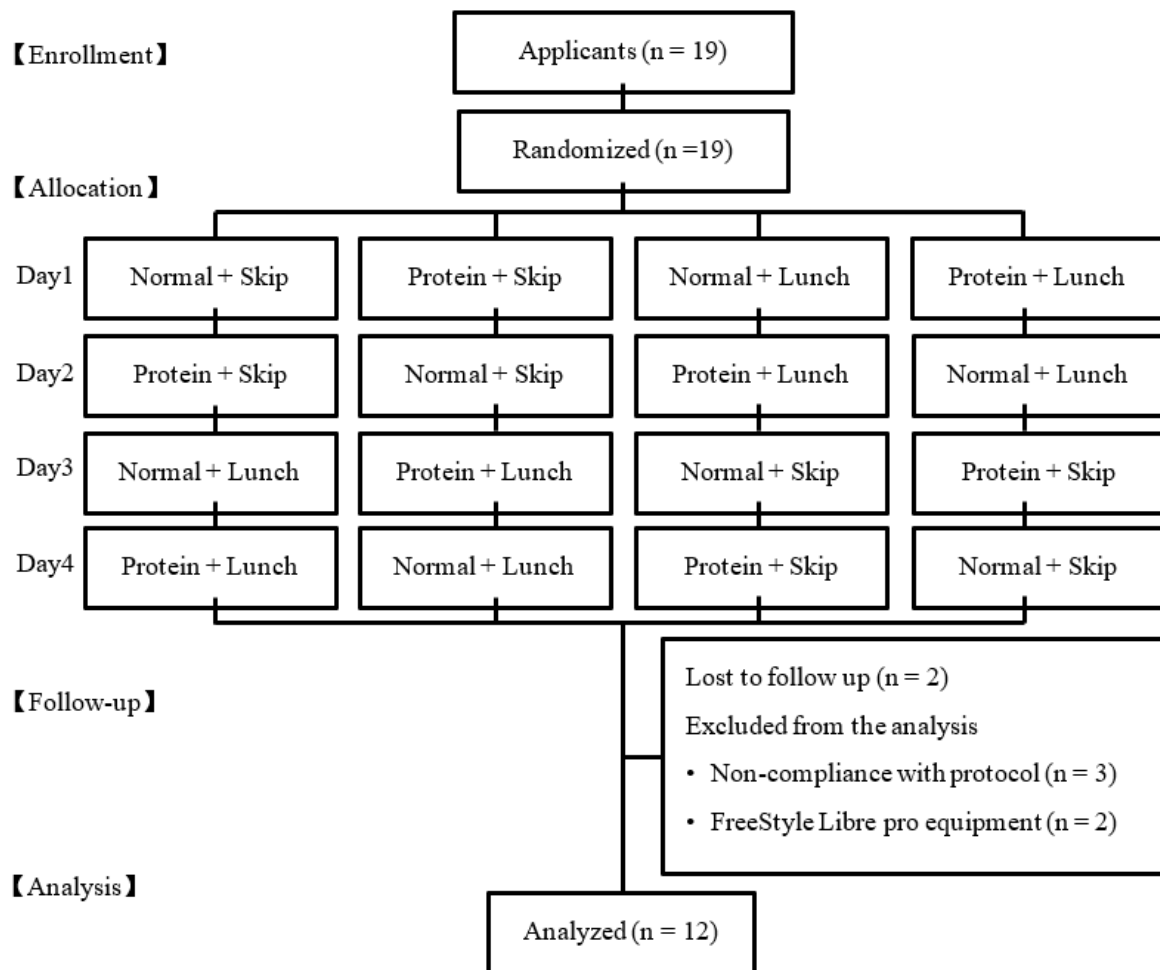 【Enrollment】
Applicants (n = 19)
Randomized (n =19)
【Allocation】
Day1
Normal + Skip
Protein + Skip
Normal + Lunch
Protein + Lunch
Day2
Protein + Skip
Normal + Skip
Protein + Lunch
Normal + Lunch
Day3
Normal + Lunch
Protein + Lunch
Normal + Skip
Protein + Skip
Day4
Protein + Lunch
Normal + Lunch
Protein + Skip
Normal + Skip
【Follow-up】
Lost to follow up (n = 2)
Excluded from the analysis
• Non-compliance with protocol (n = 3)
• FreeStyle Libre pro equipment (n = 2)
【Analysis】
Analyzed (n = 12)